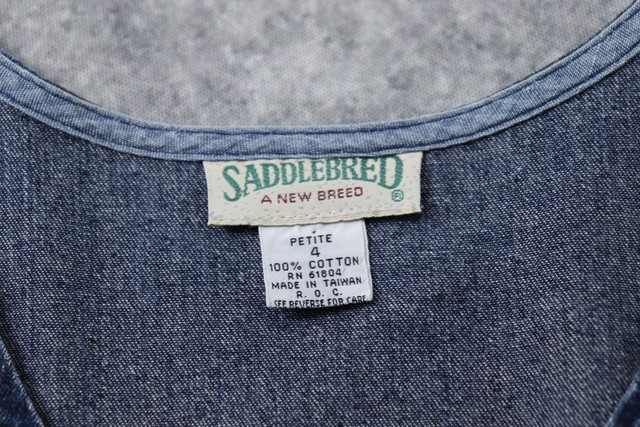 SADDLEBRED
A NEW BREED ®
PETITE
4
100% COTTON
RN 61804
MADE IN TAIWAN
R. O. C.
SEE REVERSE FOR CARE